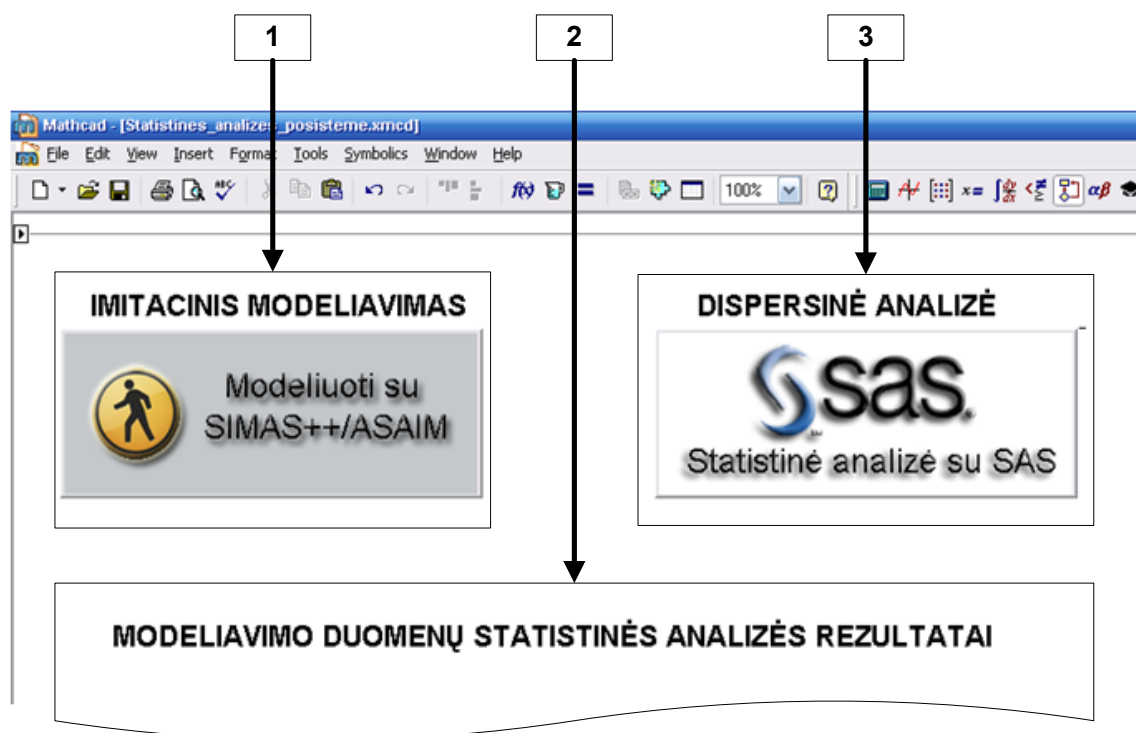 1 2 3
Mathcad - [Statistines_analizes_posisteme.xmcd]
File Edit View Insert Format Tools Symbolics Window Help
100%
IMITACINIS MODELIAVIMAS
Modeliuoti su
SIMAS++/ASAIM
DISPERSINĖ ANALIZĖ
sas
Statistinė analizė su SAS
MODELIAVIMO DUOMENŲ STATISTINĖS ANALIZĖS REZULTATAI